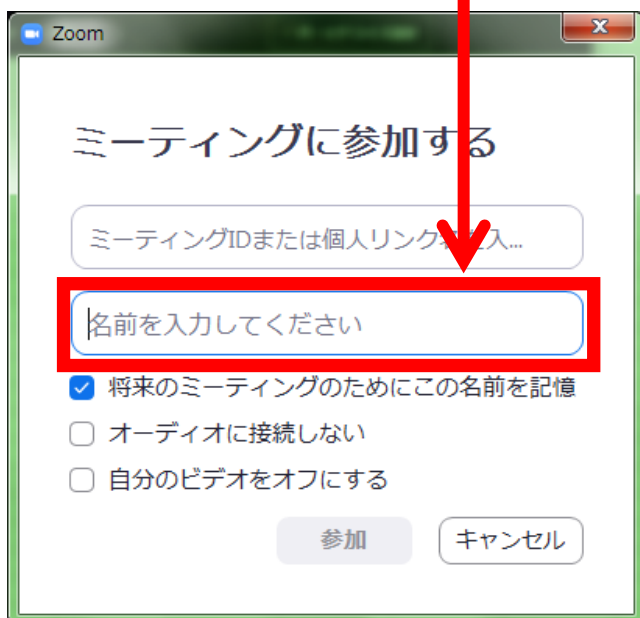 Zoom
ミーティングに参加する
ミーティングIDまたは個人リンク名を入...
名前を入力してください
将来のミーティングのためにこの名前を記憶
オーディオに接続しない
自分のビデオをオフにする
参加
キャンセル